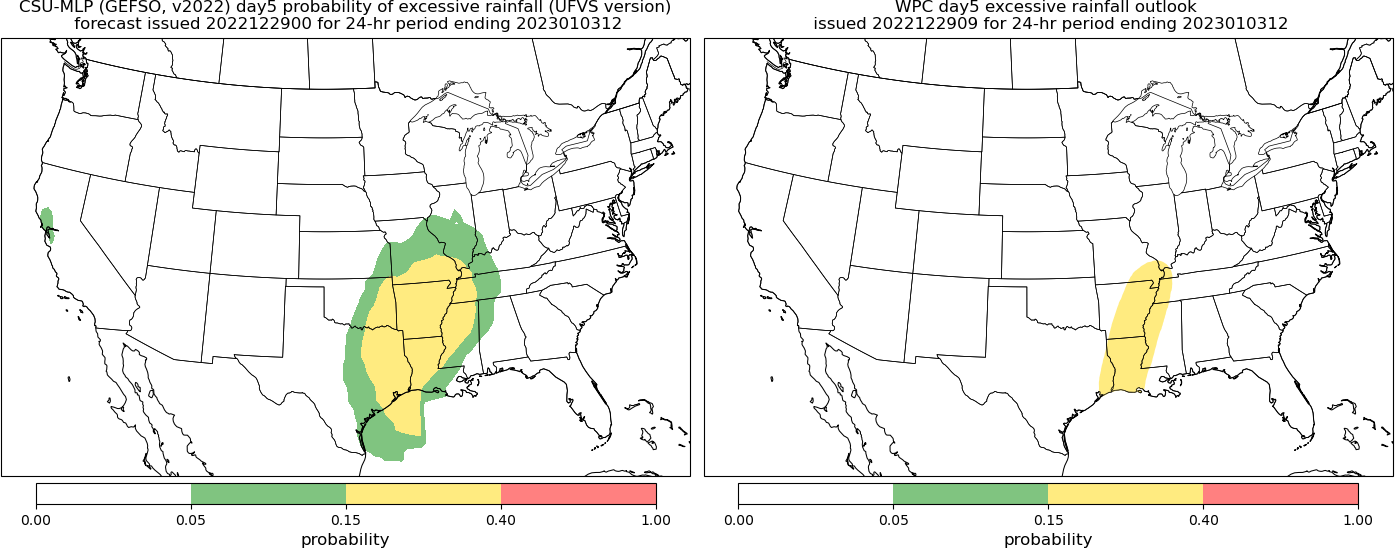 CSU-MLP (GEFSO, v2022) day5 probability of excessive rainfall (UFVS version)
forecast issued 2022122900 for 24-hr period ending 2023010312
0.00 0.05 0.15 0.40 1.00
probability
WPC day5 excessive rainfall outlook
issued 2022122909 for 24-hr period ending 2023010312
0.00 0.05 0.15 0.40 1.00
probability